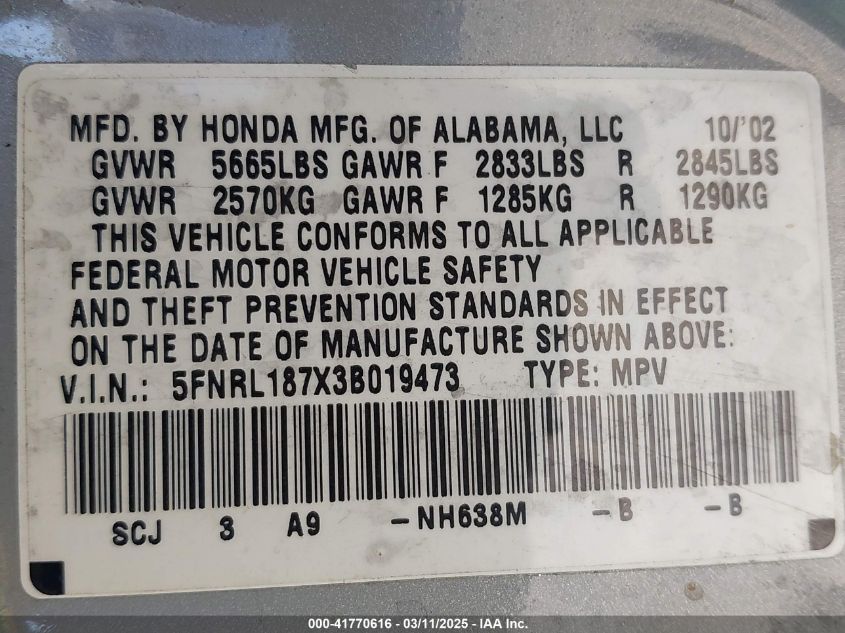 MFD. BY HONDA MFG. OF ALABAMA, LLC 10/'02
GVWR 5665LBS GAWR F 2833LBS R 2845LBS
GVWR 2570KG GAWR F 1285KG R 1290KG
THIS VEHICLE CONFORMS TO ALL APPLICABLE
FEDERAL MOTOR VEHICLE SAFETY
AND THEFT PREVENTION STANDARDS IN EFFECT
ON THE DATE OF MANUFACTURE SHOWN ABOVE:
V.I.N.: 5FNRL187X3B019473 TYPE: MPV
SCJ 3 A9 -NH638M -B -B
000-41770616 - 03/11/2025 - IAA Inc.